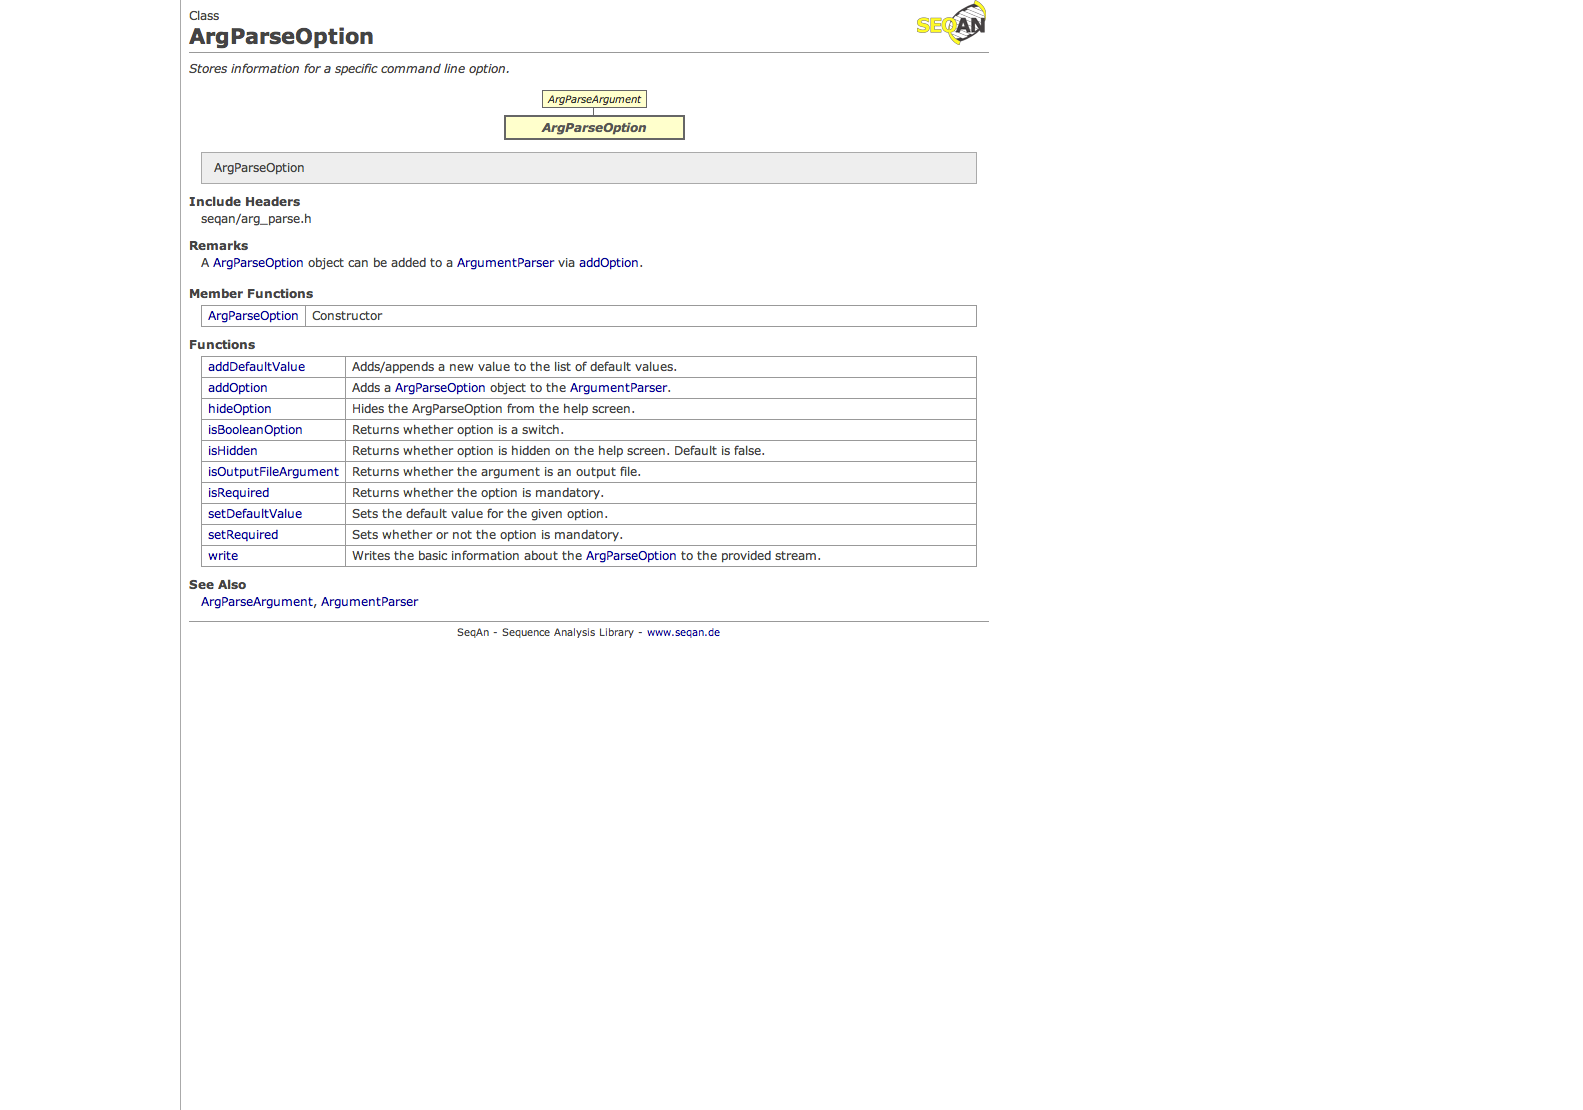 Class
ArgParseOption
SEQAN
Stores information for a specific command line option.
ArgParseArgument
ArgParseOption
ArgParseOption
Include Headers
seqan/arg_parse.h
Remarks
A ArgParseOption object can be added to a ArgumentParser via addOption.
Member Functions
ArgParseOption Constructor
Functions
addDefaultValue Adds/appends a new value to the list of default values.
addOption Adds a ArgParseOption object to the ArgumentParser.
hideOption Hides the ArgParseOption from the help screen.
isBooleanOption Returns whether option is a switch.
isHidden Returns whether option is hidden on the help screen. Default is false.
isOutputFileArgument Returns whether the argument is an output file.
isRequired Returns whether the option is mandatory.
setDefaultValue Sets the default value for the given option.
setRequired Sets whether or not the option is mandatory.
write Writes the basic information about the ArgParseOption to the provided stream.
See Also
ArgParseArgument, ArgumentParser
SeqAn - Sequence Analysis Library - www.seqan.de